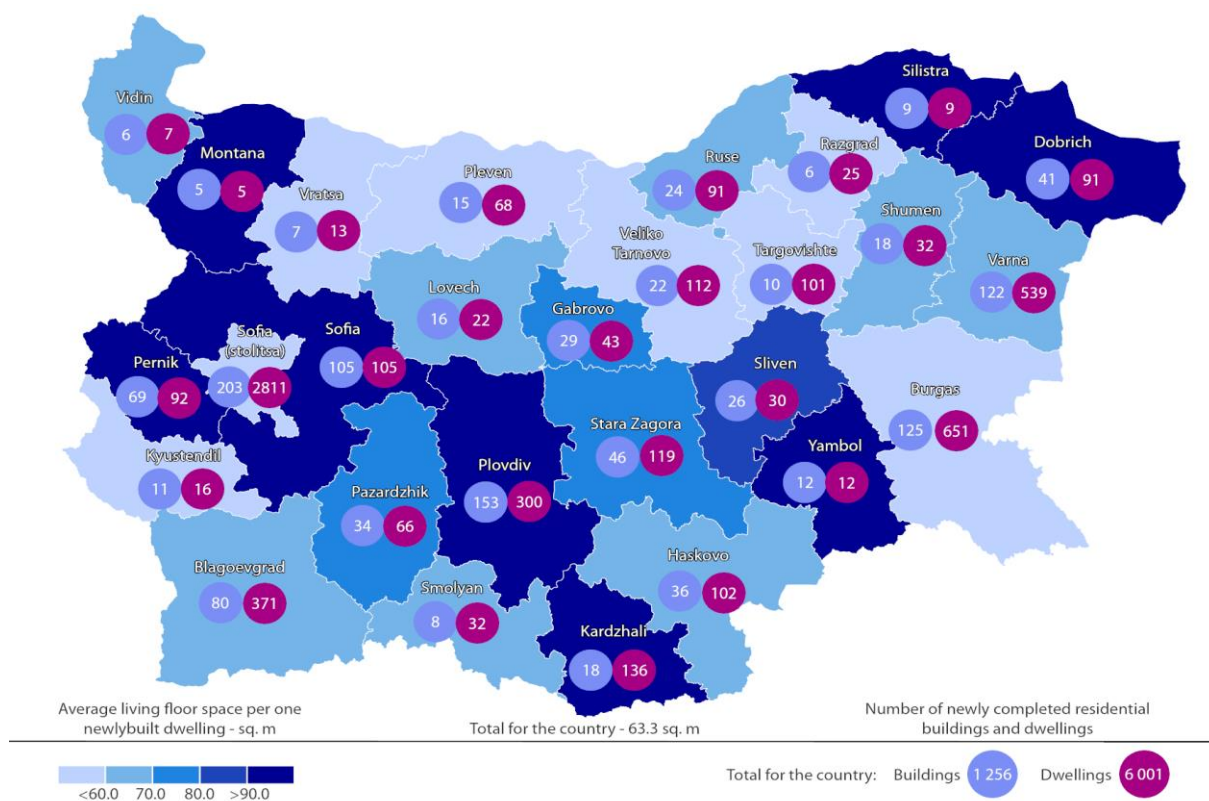 Silistra
9 9
Vidin
6 7
Dobrich
41 91
Montana
5 5
Razgrad
6 25
Ruse
24 91
Pleven
15 68
Vratsa
7 13
Shumen
18 32
Veliko
Tarnovo
22 112
Targovishte
10 101
Varna
122 539
Lovech
16 22
Gabrovo
29 43
Sofia
(stolitsa)
203 2811
Sofia
105 105
Pernik
69 92
Sliven
26 30
Burgas
125 651
Stara Zagora
46 119
Yambol
12 12
Kyustendil
11 16
Plovdiv
153 300
Pazardzhik
34 66
Haskovo
36 102
Blagoevgrad
80 371
Smolyan
8 32
Kardzhali
18 136
Average living floor space per one
newlybuilt dwelling - sq. m
Total for the country - 63.3 sq. m
Number of newly completed residential
buildings and dwellings
<60.0 70.0 80.0 >90.0
Total for the country: Buildings 1 256 Dwellings 6 001